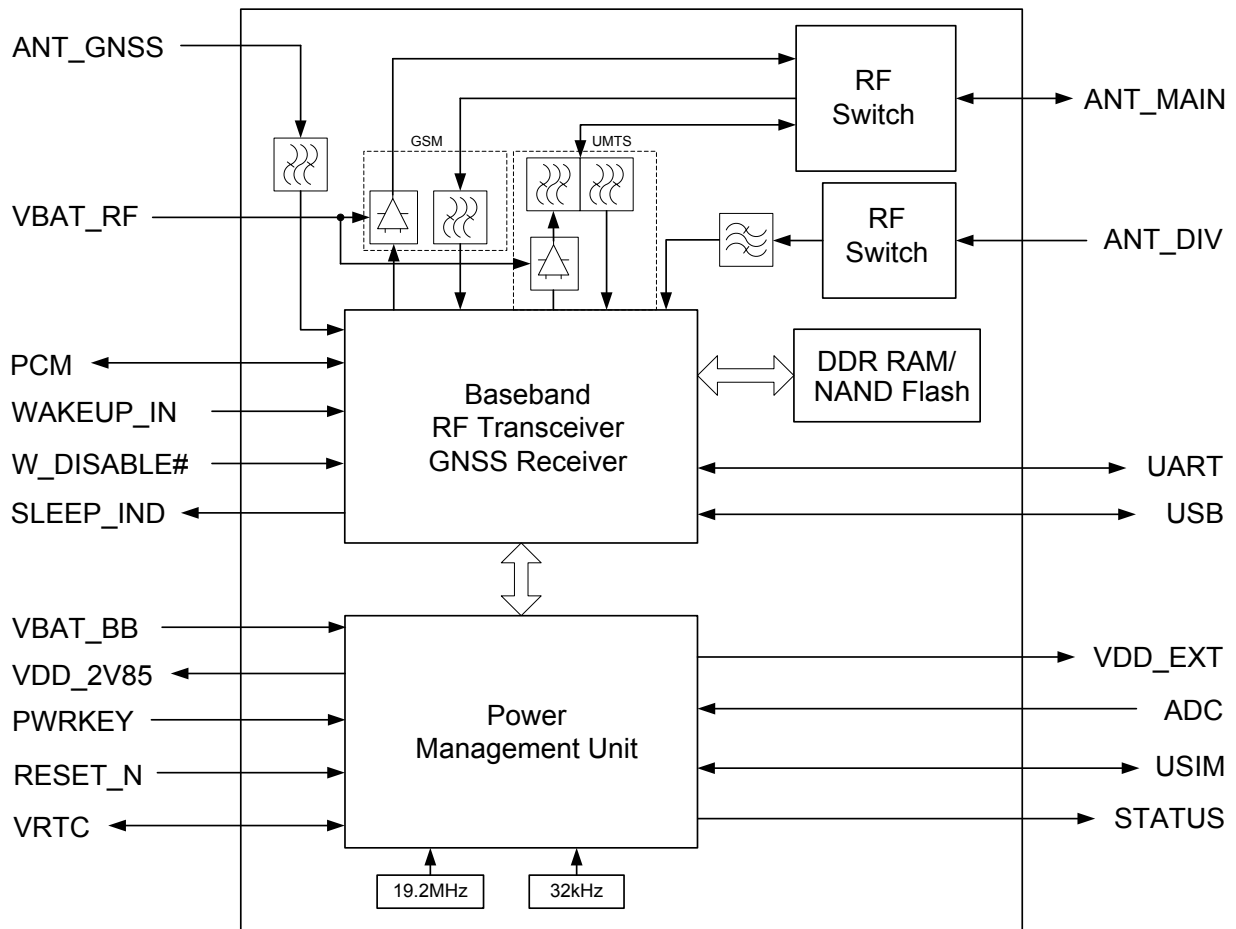 ANT_GNSS
VBAT_RF
PCM
WAKEUP_IN
W_DISABLE#
SLEEP_IND
VBAT_BB
VDD_2V85
PWRKEY
RESET_N
VRTC
GSM
UMTS
RF
Switch
RF
Switch
Baseband
RF Transceiver
GNSS Receiver
DDR RAM/
NAND Flash
Power
Management Unit
19.2MHz
32kHz
ANT_MAIN
ANT_DIV
UART
USB
VDD_EXT
ADC
USIM
STATUS